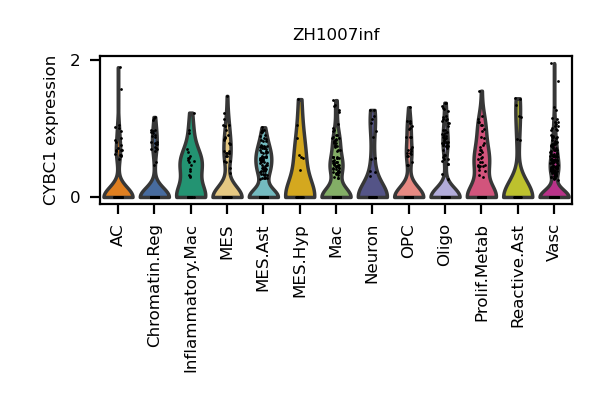 ZH1007inf
CYBC1 expression
2
0
AC
Chromatin.Reg
Inflammatory.Mac
MES
MES.Ast
MES.Hyp
Mac
Neuron
OPC
Oligo
Prolif.Metab
Reactive.Ast
Vasc